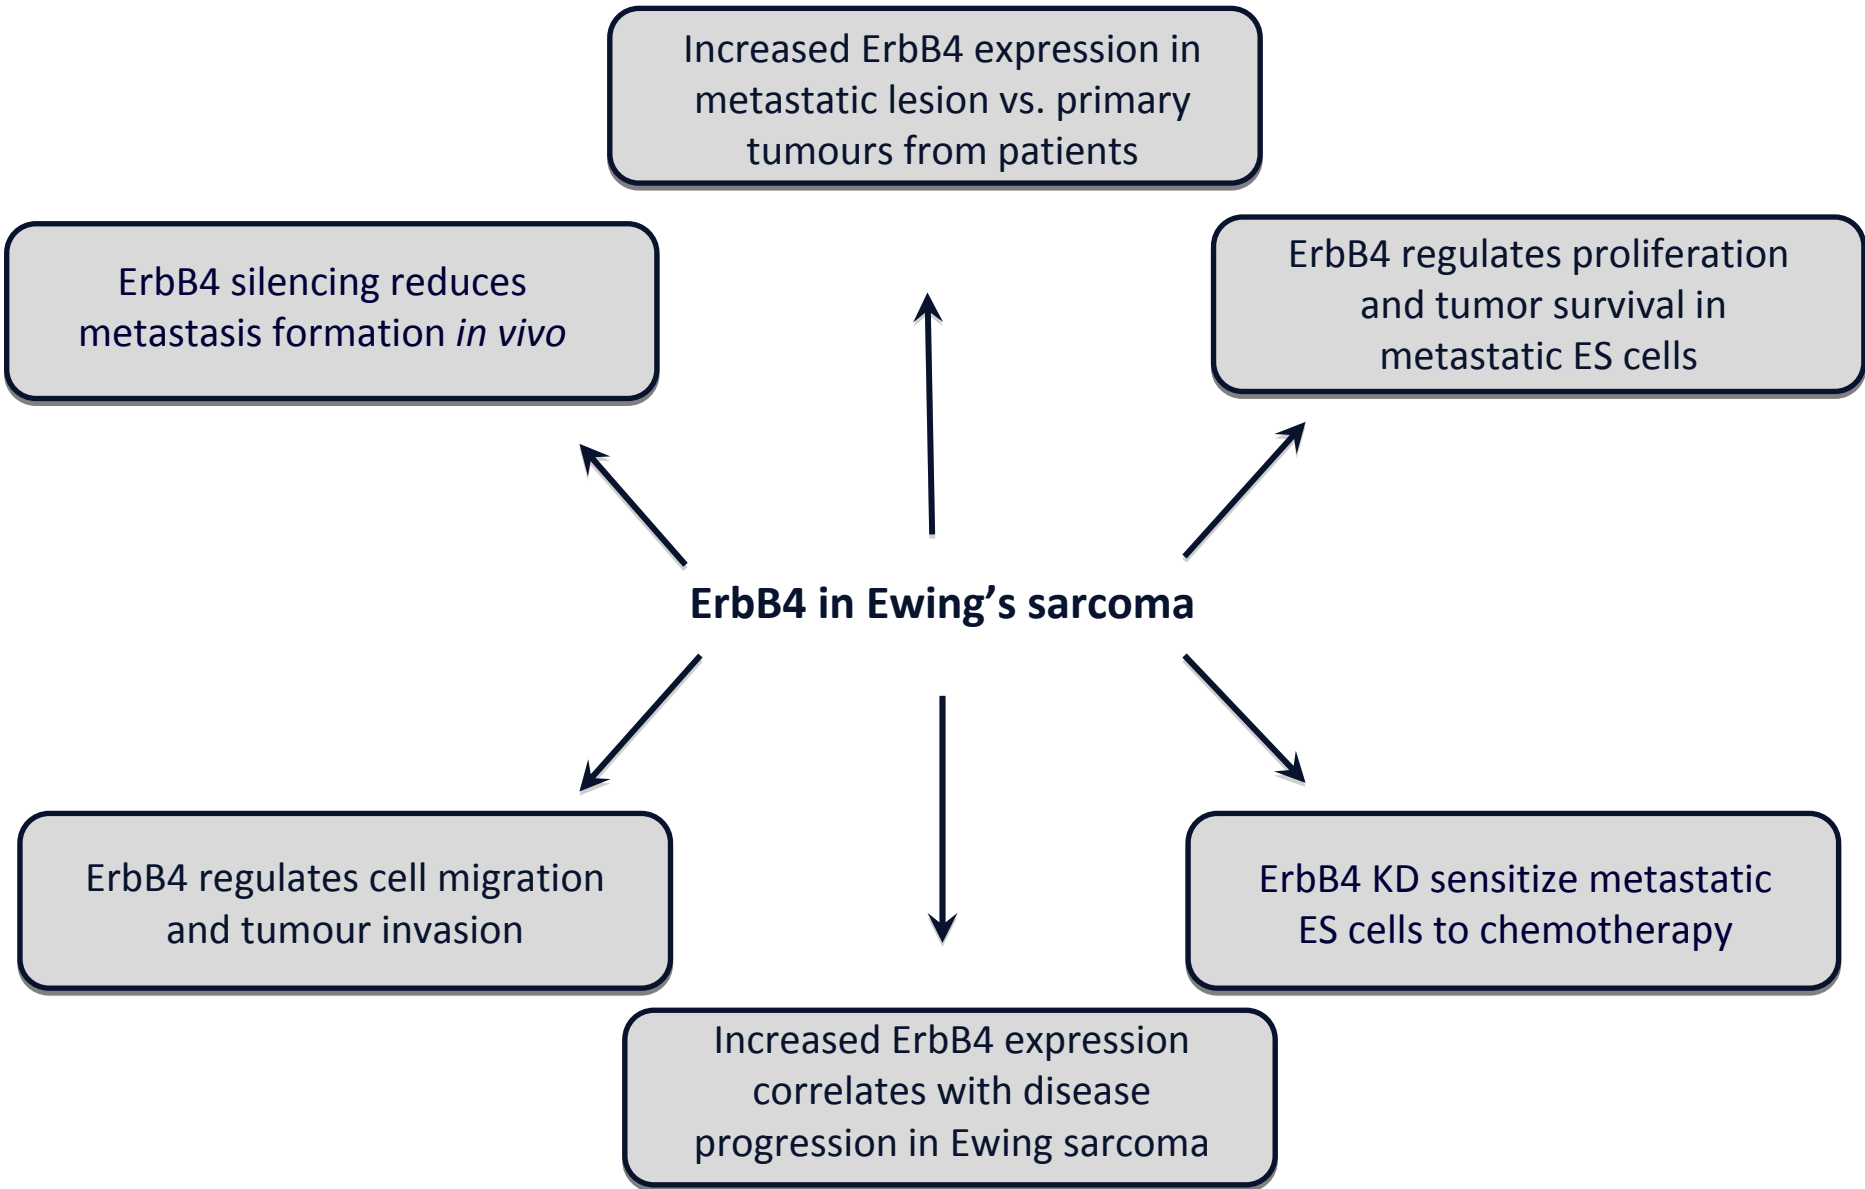 Increased ErbB4 expression in
metastatic lesion vs. primary
tumours from patients
ErbB4 silencing reduces
metastasis formation in vivo
ErbB4 regulates proliferation
and tumor survival in
metastatic ES cells
ErbB4 in Ewing’s sarcoma
ErbB4 regulates cell migration
and tumour invasion
ErbB4 KD sensitize metastatic
ES cells to chemotherapy
Increased ErbB4 expression
correlates with disease
progression in Ewing sarcoma